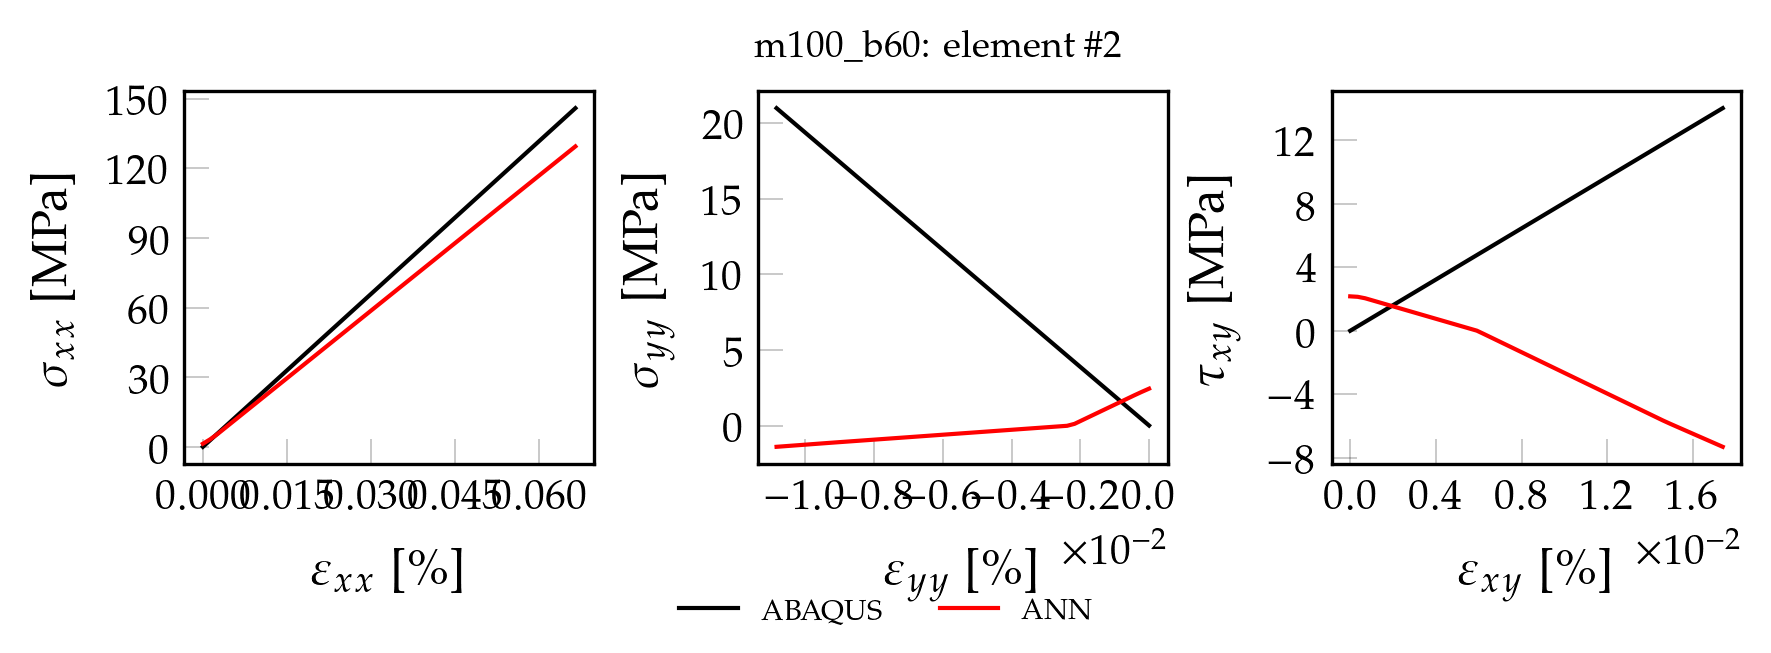 m100_b60: element #2
150
120
90
60
30
0
σxx [MPa]
0.000 0.015 0.030 0.045 0.060
εxx [%]
20
15
10
5
0
σyy [MPa]
−1.0 −0.8 −0.6 −0.4 −0.2 0.0
×10−2
εyy [%]
12
8
4
0
−4
−8
τxy [MPa]
0.0 0.4 0.8 1.2 1.6
×10−2
εxy [%]
ABAQUS ANN